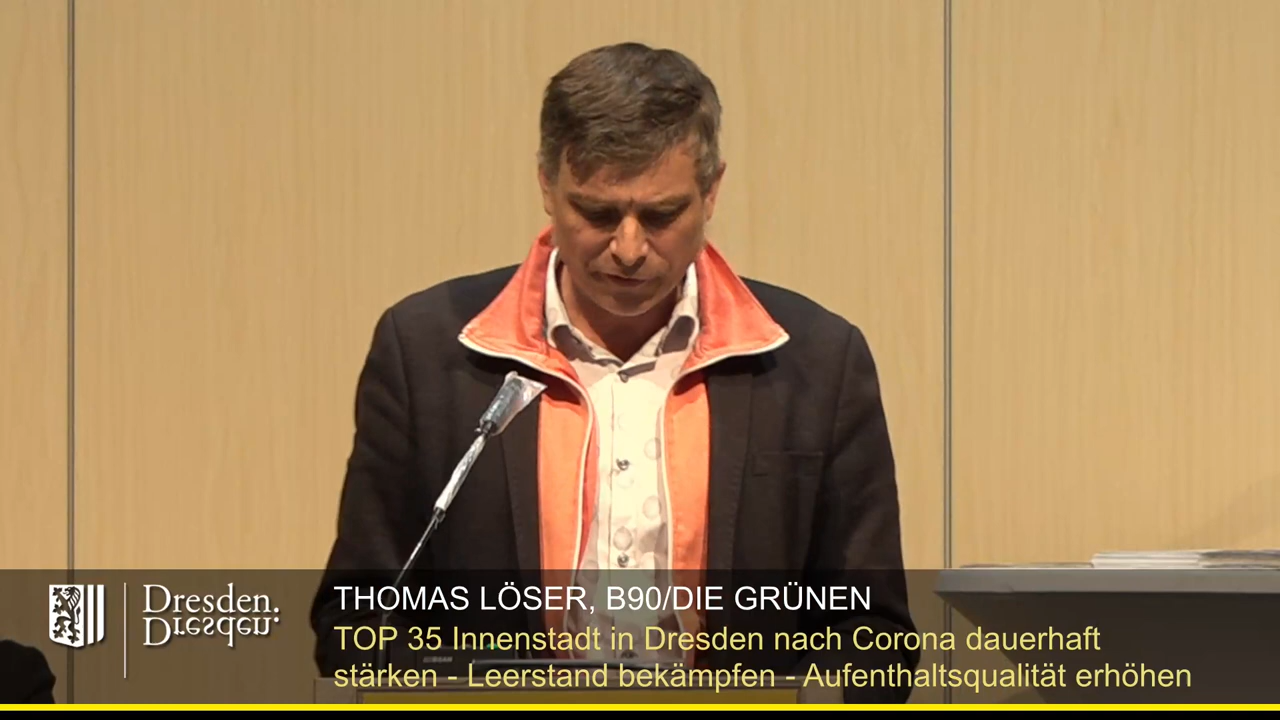 Dresden.
Dresden.
THOMAS LÖSER, B90/DIE GRÜNEN
TOP 35 Innenstadt in Dresden nach Corona dauerhaft
stärken - Leerstand bekämpfen - Aufenthaltsqualität erhöhen